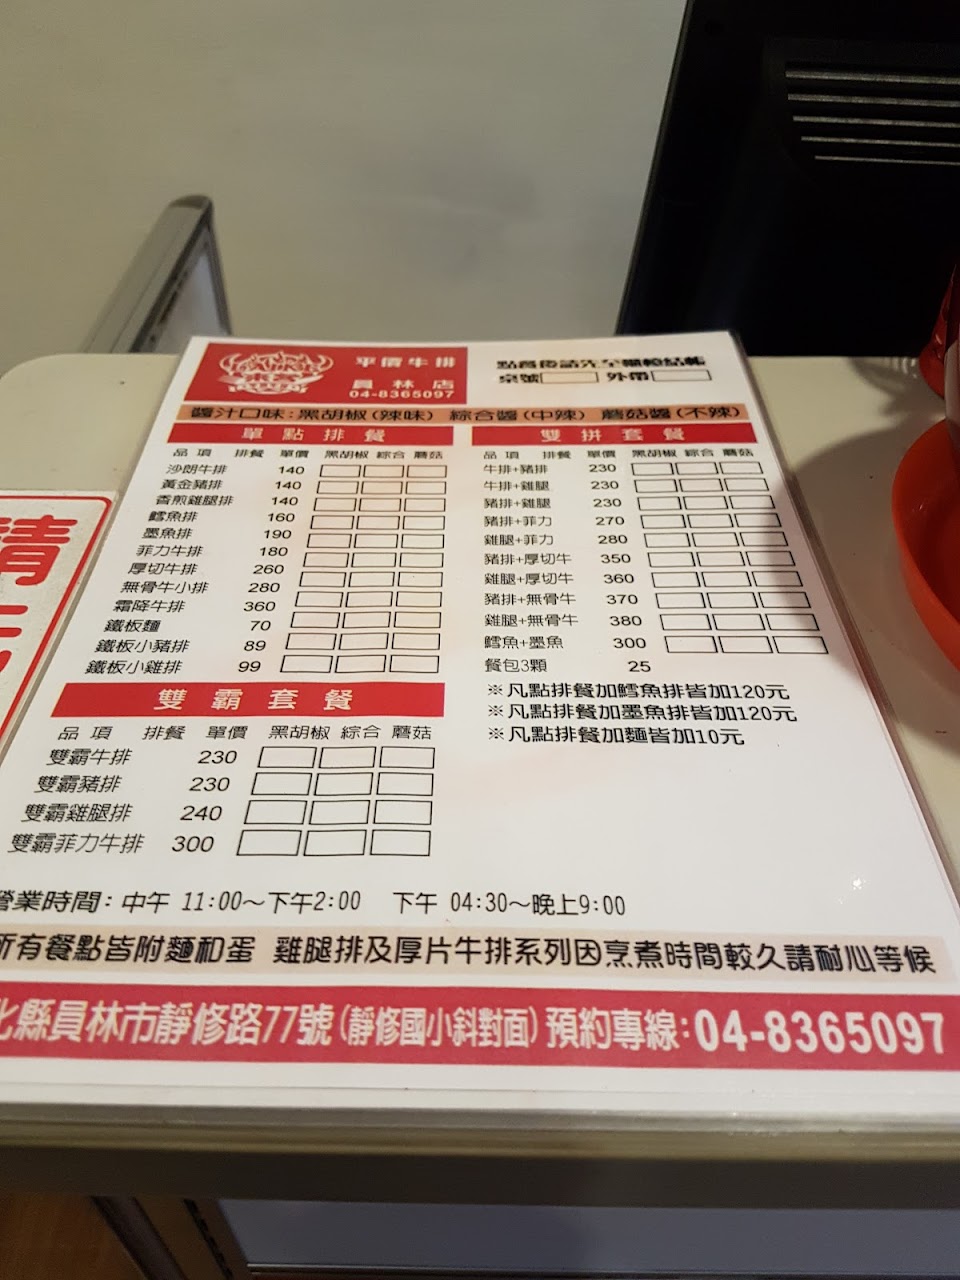 平價牛排
員林店
04-8365097
點餐後請先至櫃檯結帳
桌號 外帶
醬汁口味:黑胡椒(辣味) 綜合醬(中辣) 蘑菇醬(不辣)
單點排餐
品項 排餐 單價 黑胡椒 綜合 蘑菇
沙朗牛排 140
黃金豬排 140
香煎雞腿排 140
鱈魚排 160
墨魚排 190
菲力牛排 180
厚切牛排 260
無骨牛小排 280
霜降牛排 360
鐵板麵 70
鐵板小豬排 89
鐵板小雞排 99
雙霸套餐
品項 排餐 單價 黑胡椒 綜合 蘑菇
雙霸牛排 230
雙霸豬排 230
雙霸雞腿排 240
雙霸菲力牛排 300
雙拼套餐
品項 排餐 單價 黑胡椒 綜合 蘑菇
牛排+豬排 230
牛排+雞腿 230
豬排+雞腿 230
豬排+菲力 270
雞腿+菲力 280
豬排+厚切牛 350
雞腿+厚切牛 360
豬排+無骨牛 370
雞腿+無骨牛 380
鱈魚+墨魚 300
餐包3顆 25
※凡點排餐加鱈魚排皆加120元
※凡點排餐加墨魚排皆加120元
※凡點排餐加麵皆加10元
營業時間:中午 11:00~下午2:00 下午 04:30~晚上9:00
所有餐點皆附麵和蛋 雞腿排及厚片牛排系列因烹煮時間較久請耐心等候
化縣員林市靜修路77號(靜修國小斜對面)預約專線:04-8365097
請